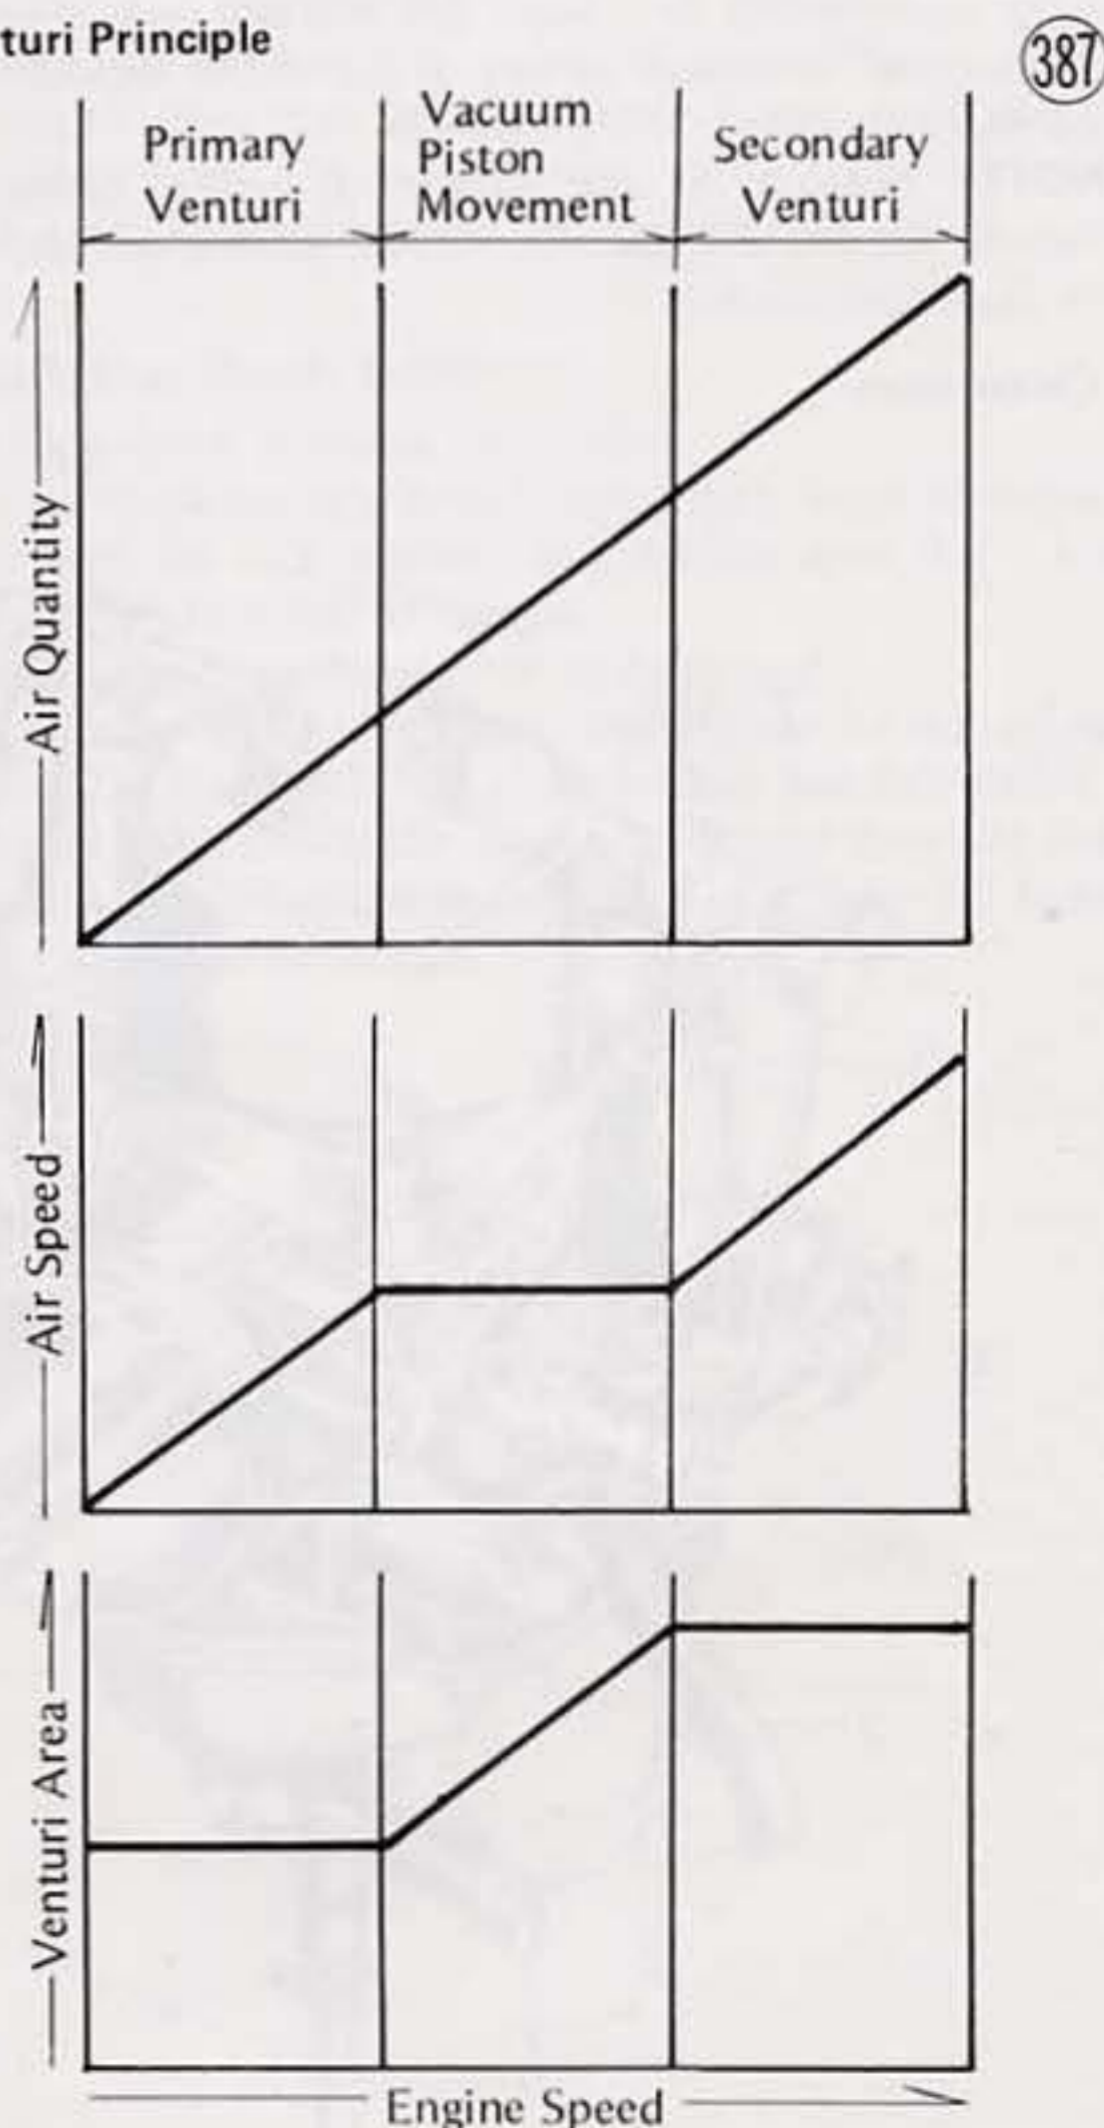 turi Principle
387
Primary
Venturi
Vacuum
Piston
Movement
Secondary
Venturi
Air Quantity
Air Speed
Venturi Area
Engine Speed